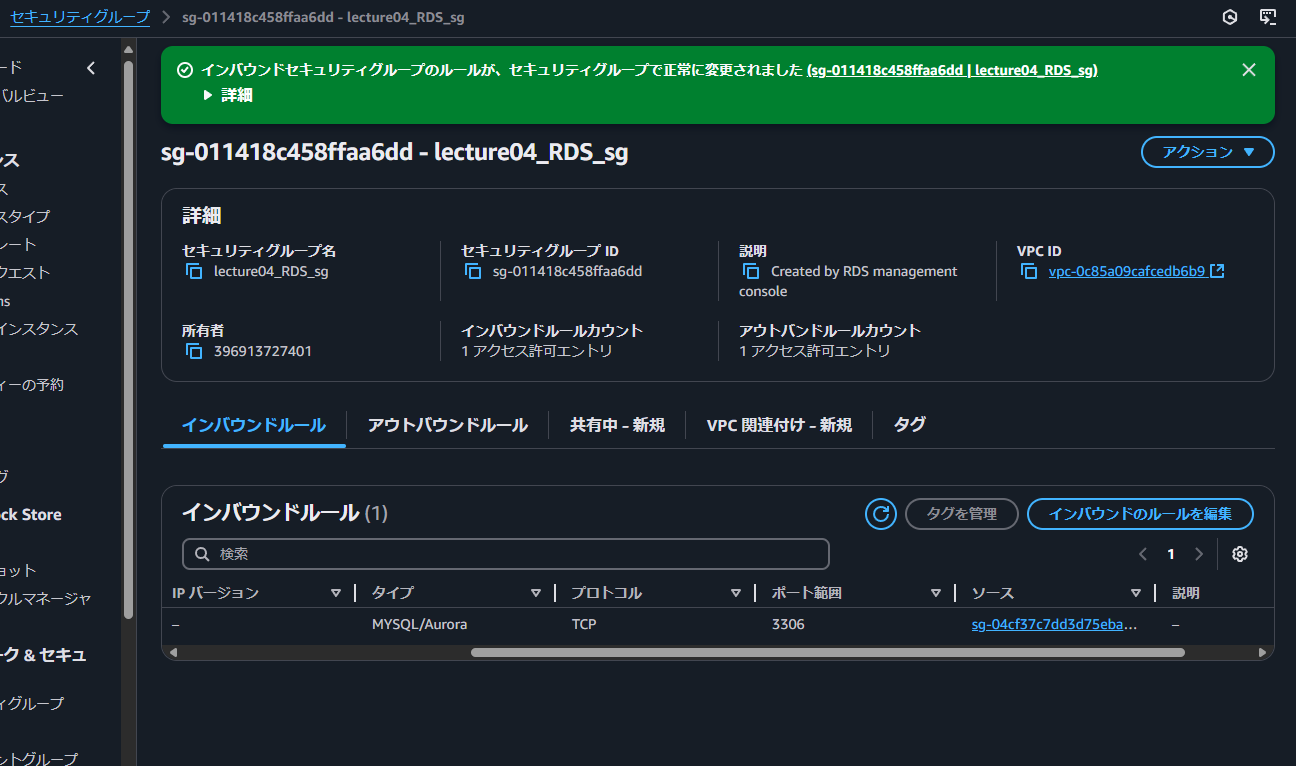 セキュリティグループ > sg-011418c458ffaa6dd - lecture04_RDS_sg
ード
バルビュー
ンス
ス
スタイプ
レート
クエスト
ns
インスタンス
ィーの予約
グ
ck Store
ョット
クルマネージャ
ーク & セキュ
ィグループ
ントグループ
インバウンドセキュリティグループのルールが、セキュリティグループで正常に変更されました (sg-011418c458ffaa6dd | lecture04_RDS_sg)
▶ 詳細
sg-011418c458ffaa6dd - lecture04_RDS_sg
アクション ▼
詳細
セキュリティグループ名
lecture04_RDS_sg
セキュリティグループ ID
sg-011418c458ffaa6dd
説明
Created by RDS management
console
VPC ID
vpc-0c85a09cafcedb6b9
所有者
396913727401
インバウンドルールカウント
1 アクセス許可エントリ
アウトバンドルールカウント
1 アクセス許可エントリ
インバウンドルール
アウトバウンドルール
共有中 – 新規
VPC 関連付け – 新規
タグ
インバウンドルール (1)
タグを管理
インバウンドのルールを編集
検索
1
IP バージョン
タイプ
プロトコル
ポート範囲
ソース
説明
– MYSQL/Aurora TCP 3306 sg-04cf37c7dd3d75eba... –